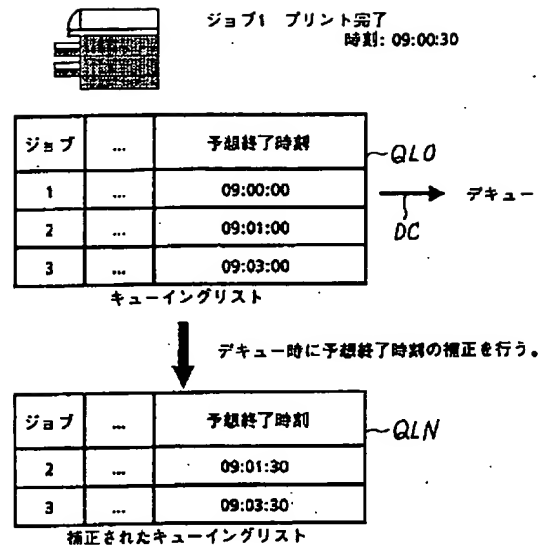 ジョブ1 プリント完了
時刻: 09:00:30
ジョブ ... 予想終了時刻
1 ... 09:00:00
2 ... 09:01:00
3 ... 09:03:00
QLO
DC
デキュー
キューイングリスト
デキュー時に予想終了時刻の補正を行う。
ジョブ ... 予想終了時刻
2 ... 09:01:30
3 ... 09:03:30
QLN
補正されたキューイングリスト